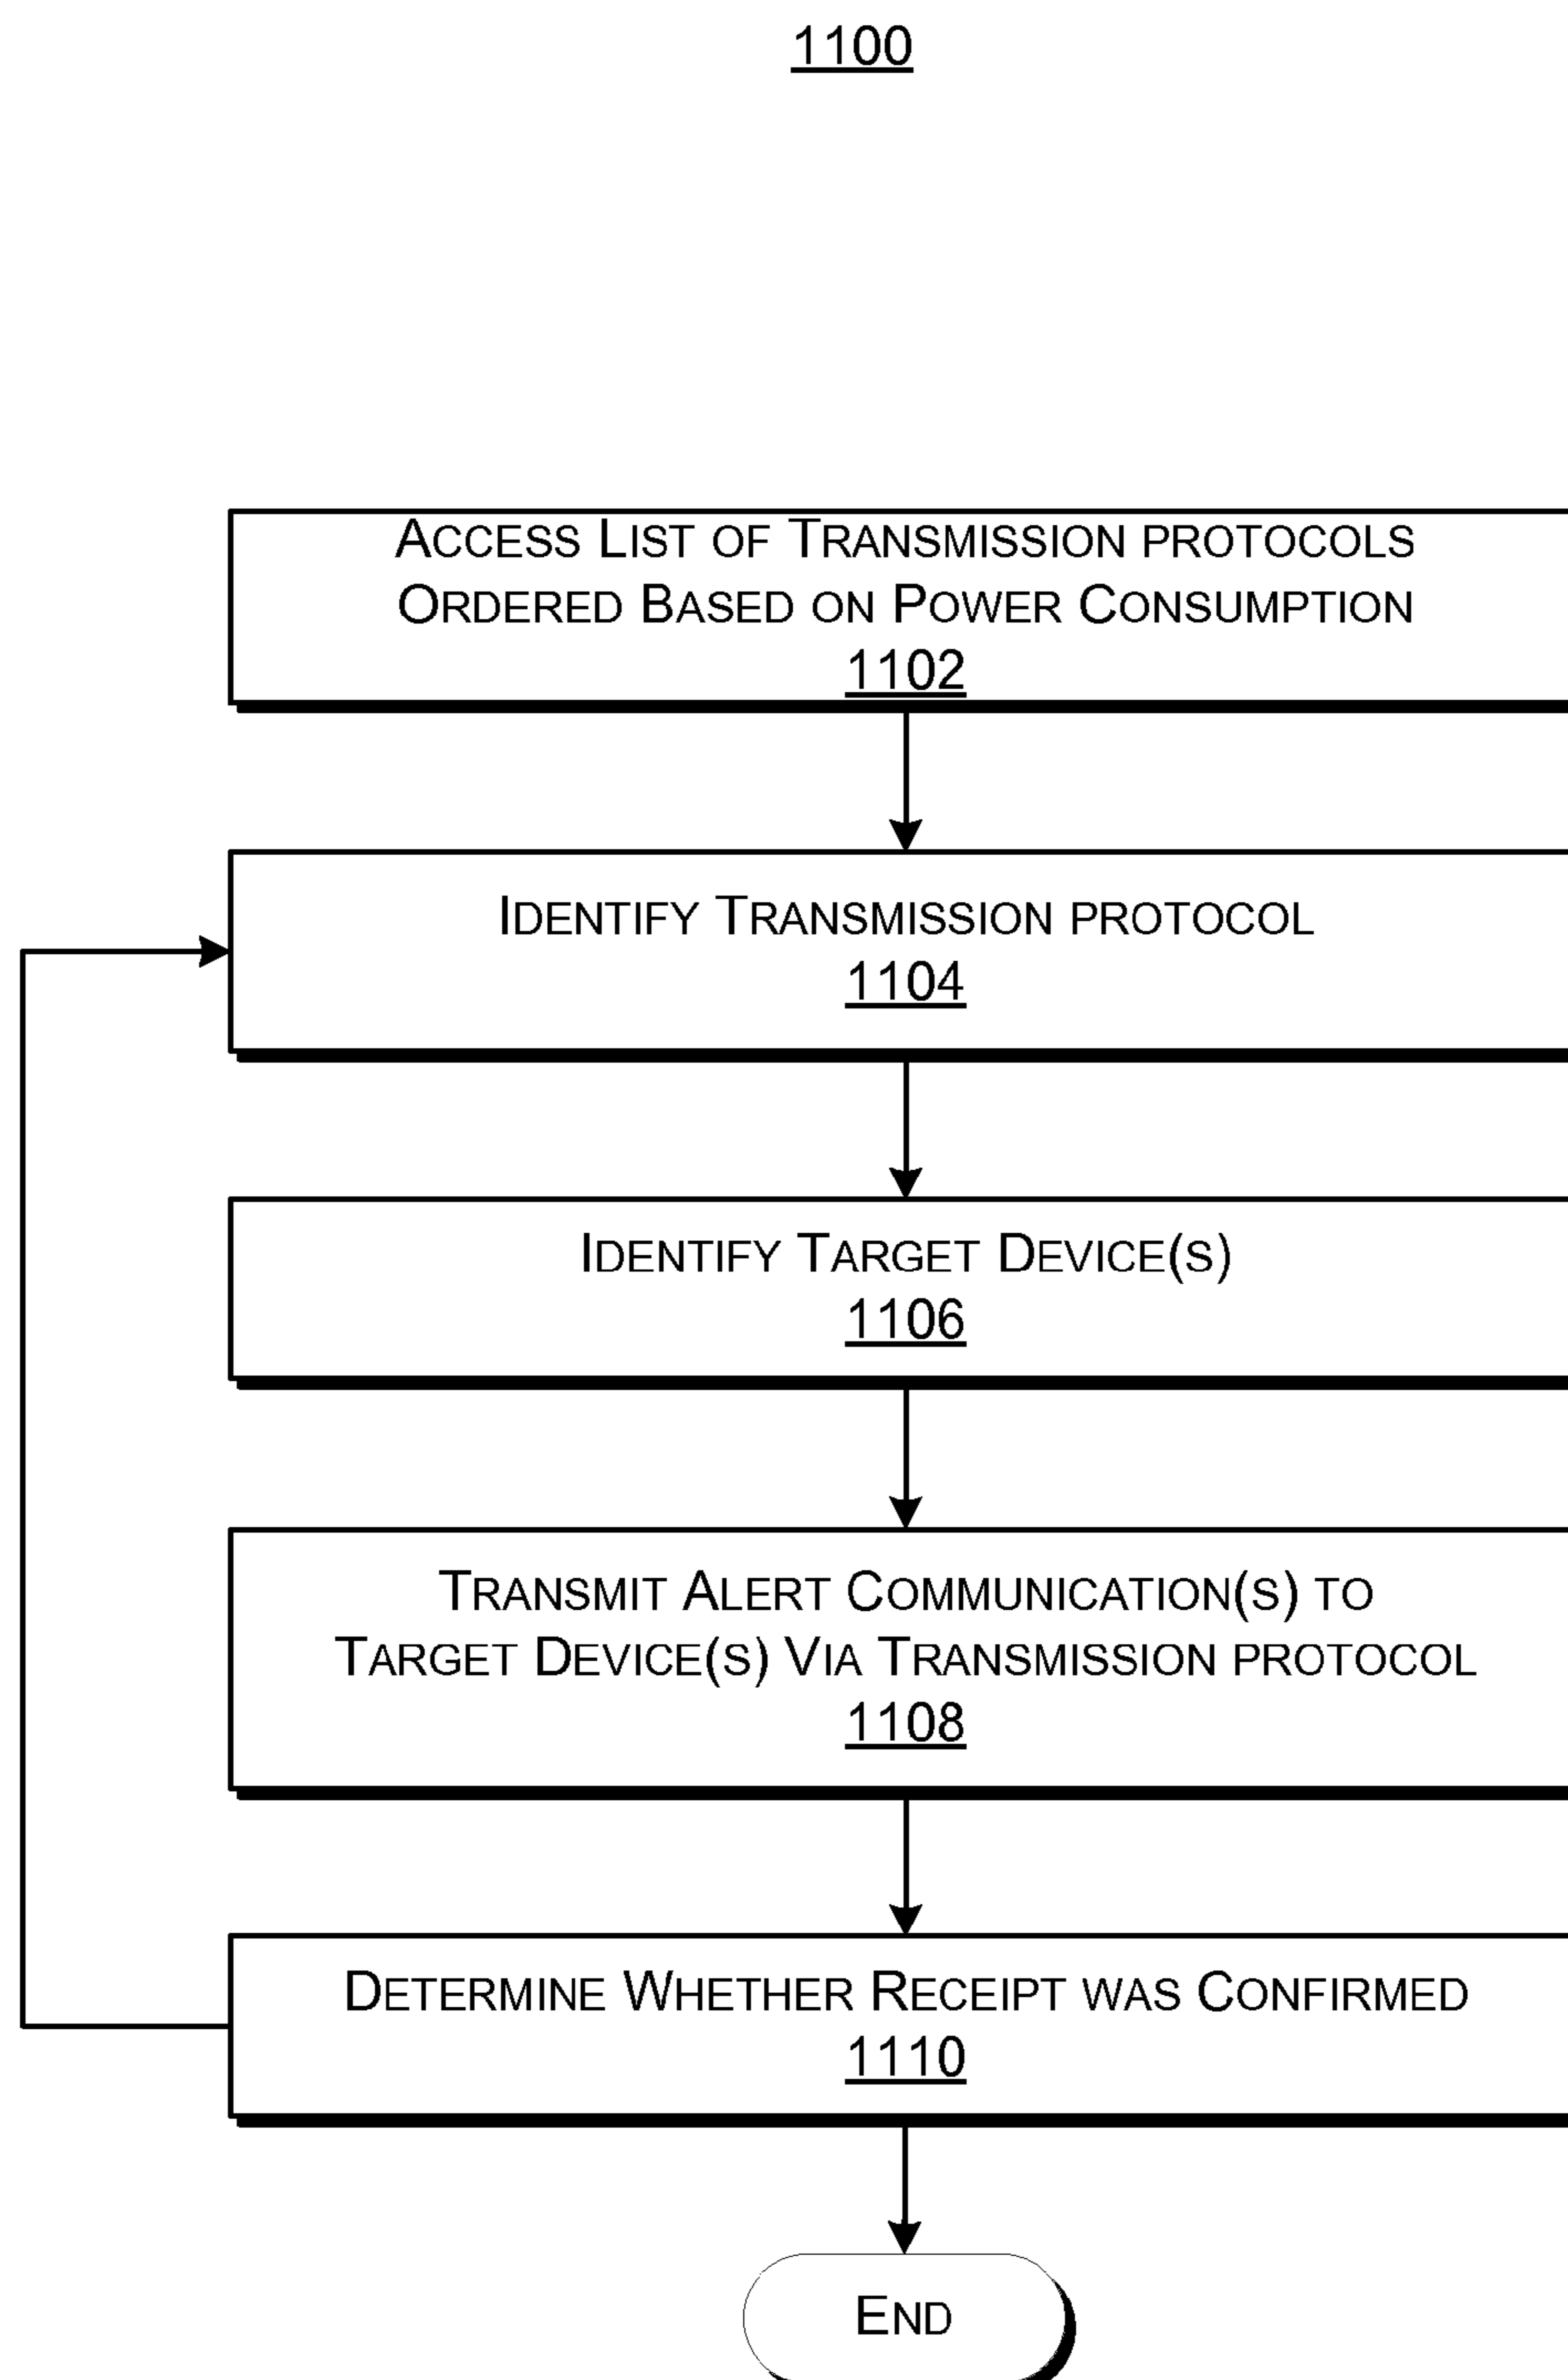 1100
ACCESS LIST OF TRANSMISSION PROTOCOLS
ORDERED BASED ON POWER CONSUMPTION
1102
IDENTIFY TRANSMISSION PROTOCOL
1104
IDENTIFY TARGET DEVICE(S)
1106
TRANSMIT ALERT COMMUNICATION(S) TO
TARGET DEVICE(S) VIA TRANSMISSION PROTOCOL
1108
DETERMINE WHETHER RECEIPT WAS CONFIRMED
1110
END